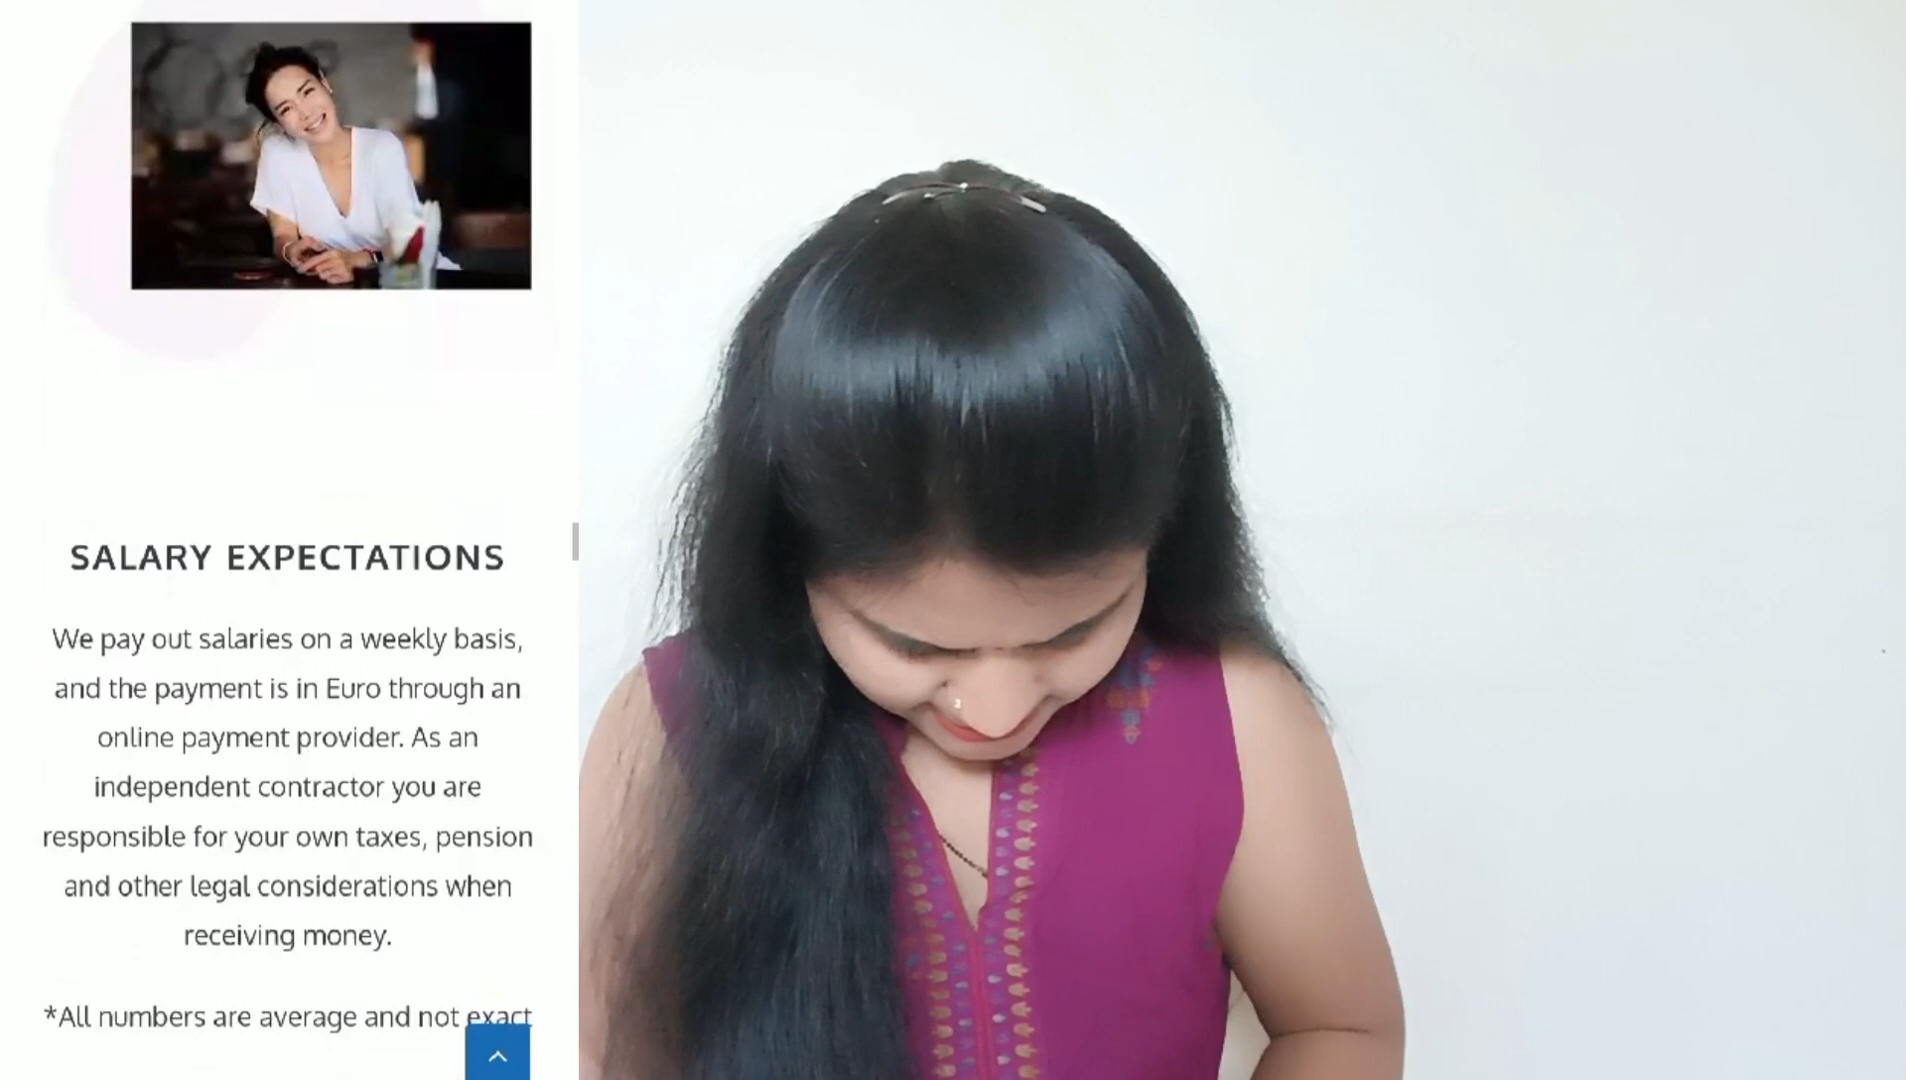 SALARY EXPECTATIONS
We pay out salaries on a weekly basis,
and the payment is in Euro through an
online payment provider. As an
independent contractor you are
responsible for your own taxes, pension
and other legal considerations when
receiving money.
*All numbers are average and not exact